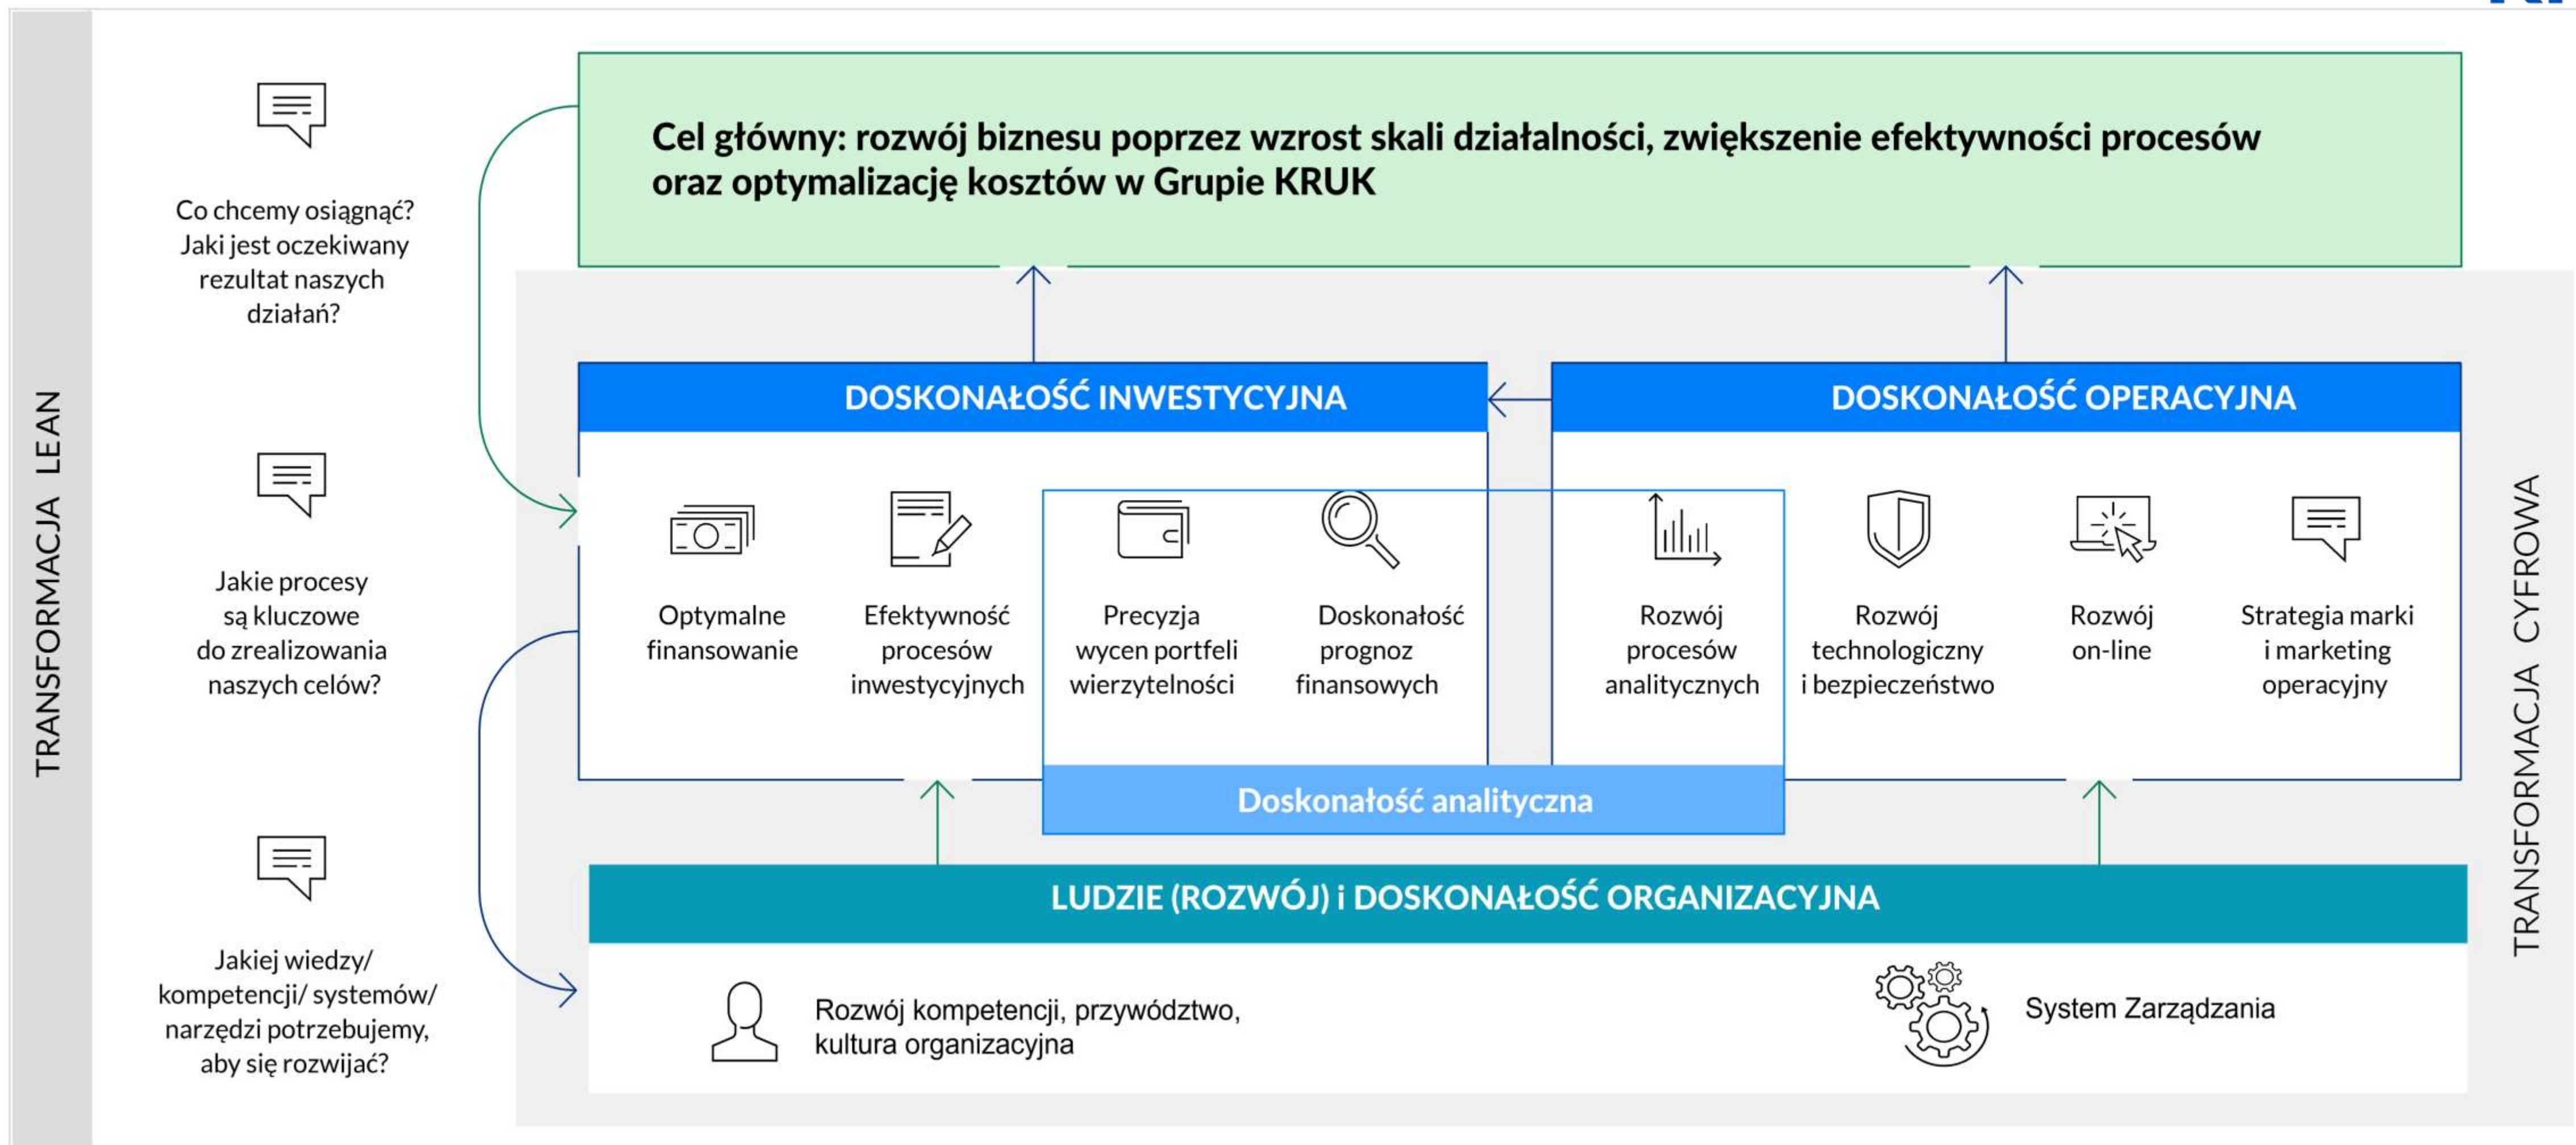 TRANSFORMACJA LEAN
Co chcemy osiągnąć?
Jaki jest oczekiwany
rezultat naszych
działań?
Jakie procesy
są kluczowe
do zrealizowania
naszych celów?
Jakiej wiedzy/
kompetencji/ systemów/
narzędzi potrzebujemy,
aby się rozwijać?
Cel główny: rozwój biznesu poprzez wzrost skali działalności, zwiększenie efektywności procesów
oraz optymalizację kosztów w Grupie KRUK
DOSKONAŁOŚĆ INWESTYCYJNA
Optymalne
finansowanie
Efektywność
procesów
inwestycyjnych
Precyzja
wycen portfeli
wierzytelności
Doskonałość
prognoz
finansowych
DOSKONAŁOŚĆ OPERACYJNA
Rozwój
procesów
analitycznych
Rozwój
technologiczny
i bezpieczeństwo
Rozwój
on-line
Strategia marki
i marketing
operacyjny
Doskonałość analityczna
LUDZIE (ROZWÓJ) i DOSKONAŁOŚĆ ORGANIZACYJNA
Rozwój kompetencji, przywództwo,
kultura organizacyjna
System Zarządzania
TRANSFORMACJA CYFROWA